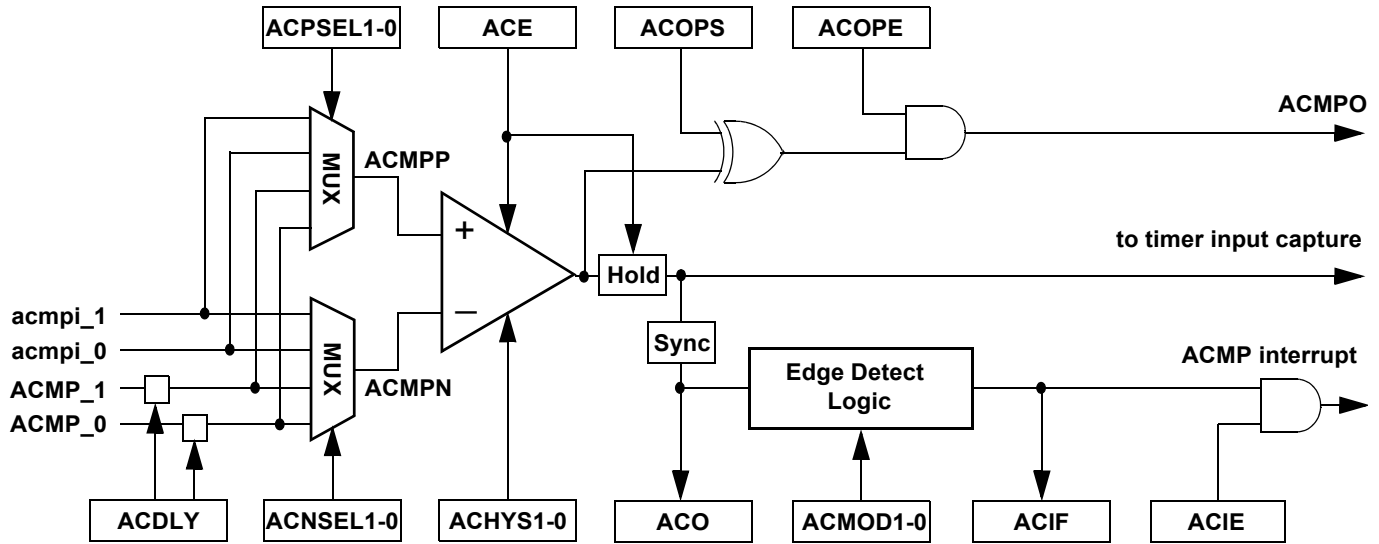 ACPSEL1-0
ACE
ACOPS
ACOPE
ACMPO
MUX
ACMPP
+
to timer input capture
Hold
acmpi_1
acmpi_0
ACMP_1
ACMP_0
MUX
ACMPN
−
Sync
Edge Detect
Logic
ACMP interrupt
ACDLY
ACNSEL1-0
ACHYS1-0
ACO
ACMOD1-0
ACIF
ACIE